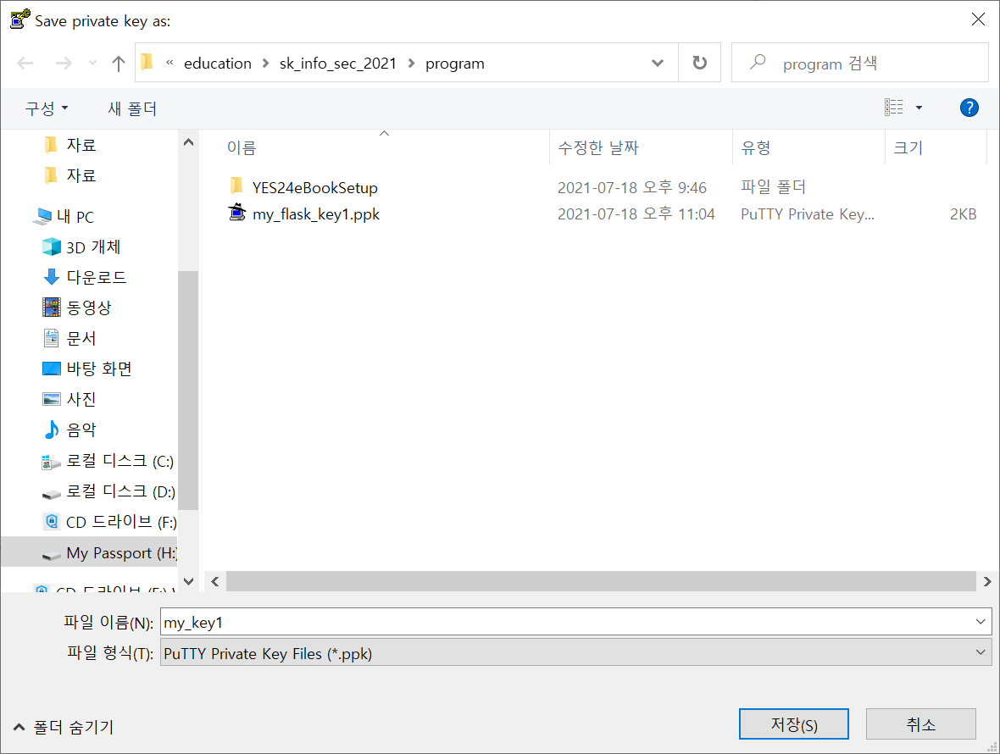 Save private key as:
« education > sk_info_sec_2021 > program
program 검색
구성 새 폴더
?
이름 수정한 날짜 유형 크기
YES24eBookSetup 2021-07-18 오후 9:46 파일 폴더
my_flask_key1.ppk 2021-07-18 오후 11:04 PuTTY Private Key... 2KB
자료
자료
내 PC
3D 개체
다운로드
동영상
문서
바탕 화면
사진
음악
로컬 디스크 (C:)
로컬 디스크 (D:)
CD 드라이브 (F:)
My Passport (H:)
CD 드라이브 (F:)
파일 이름(N): my_key1
파일 형식(T): PuTTY Private Key Files (*.ppk)
폴더 숨기기
저장(S) 취소